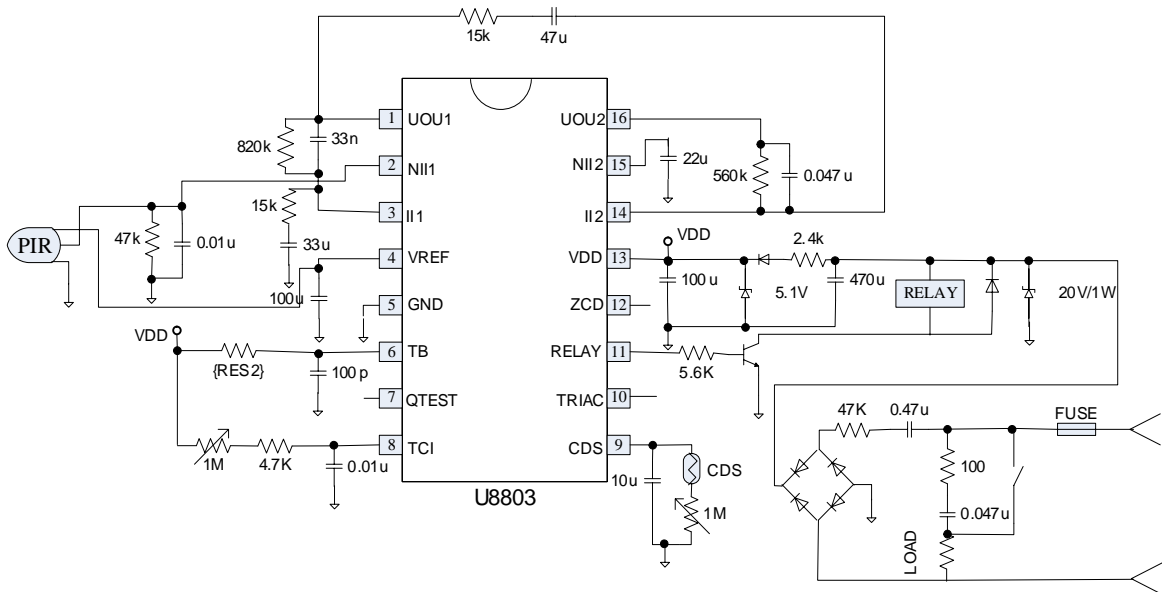 15k
47u
1
UOU1
UOU2
16
820k
33n
2
NII1
NII2
15
22u
560k
0.047 u
15k
3
II1
II2
14
PIR
47k
0.01u
33u
VDD
2.4k
4
VREF
VDD
13
100u
100 u
5.1V
470u
RELAY
20V/1W
5
GND
ZCD
12
VDD
6
TB
RELAY
11
{RES2}
100 p
5.6K
7
QTEST
TRIAC
10
47K
0.47u
FUSE
8
TCI
CDS
9
1M
4.7K
0.01u
10u
CDS
100
U8803
1M
0.047u
LOAD